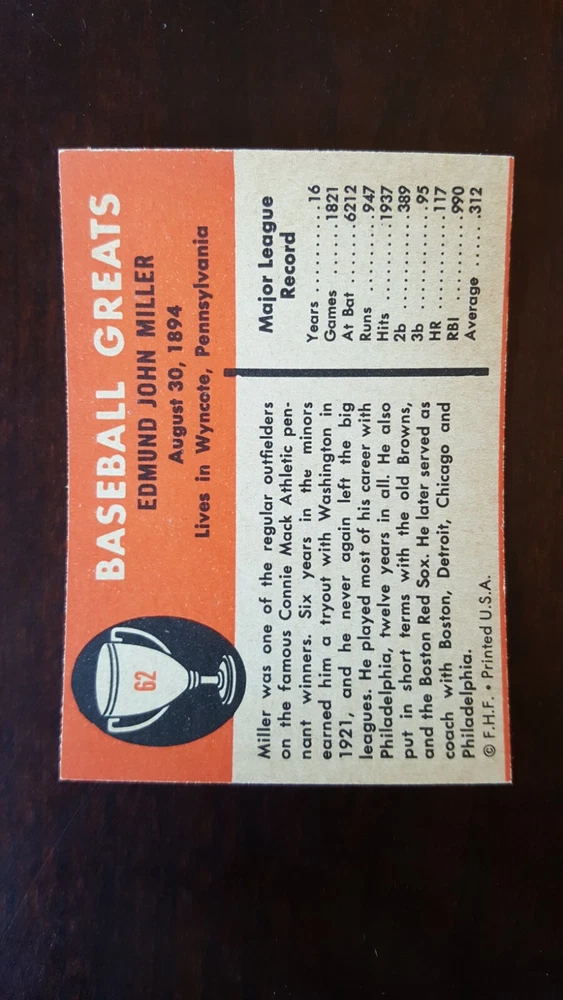 62
BASEBALL GREATS
EDMUND JOHN MILLER
August 30, 1894
Lives in Wyncote, Pennsylvania
Miller was one of the regular outfielders
on the famous Connie Mack Athletic pen-
nant winners. Six years in the minors
earned him a tryout with Washington in
1921, and he never again left the big
leagues. He played most of his career with
Philadelphia, twelve years in all. He also
put in short terms with the old Browns,
and the Boston Red Sox. He later served as
coach with Boston, Detroit, Chicago and
Philadelphia.
© F.H.F. • Printed U.S.A.
Major League
Record
Years ............16
Games ..........1821
At Bat ..........6212
Runs ............947
Hits .............1937
2b ..............389
3b ...............95
HR ..............117
RBI .............990
Average .......312